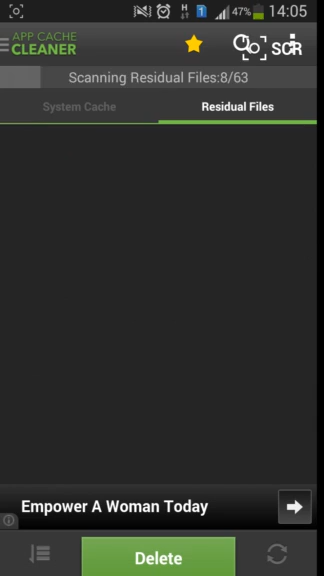 H 1 47% 14:05
APP CACHE
CLEANER
SCR
Scanning Residual Files:8/63
System Cache
Residual Files
Empower A Woman Today
Delete